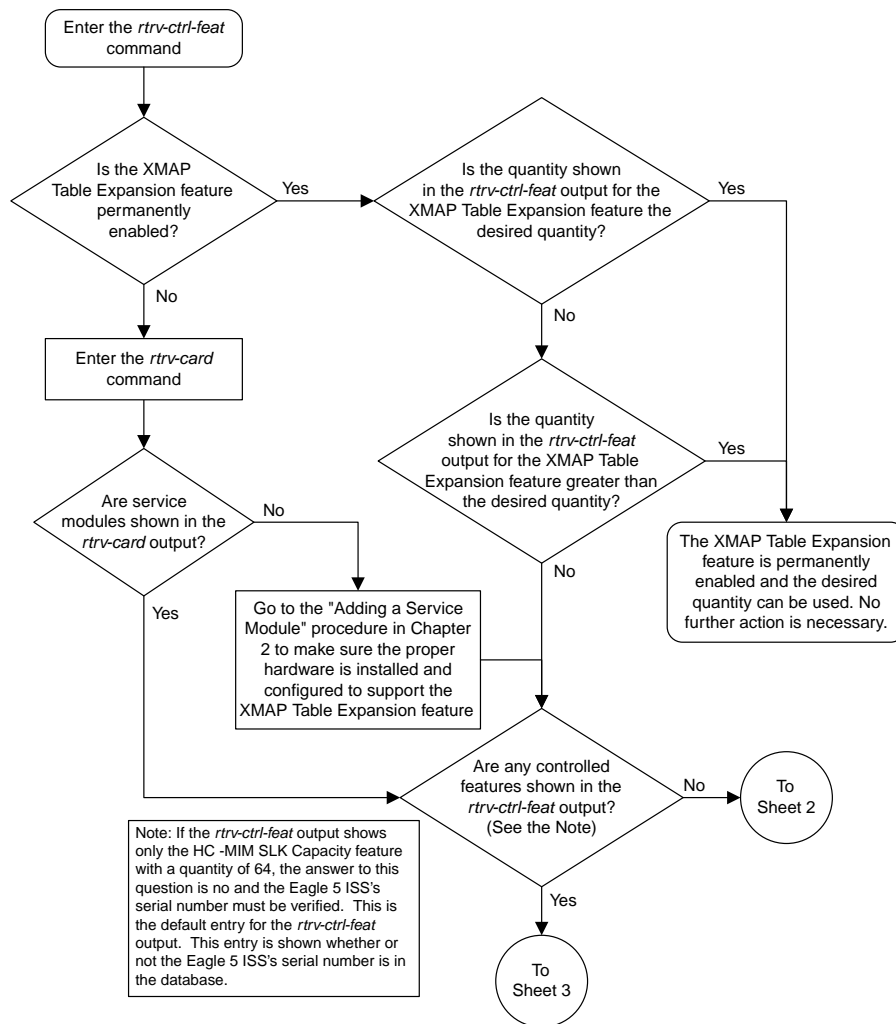 Enter the rtrv-ctrl-feat
command
Is the XMAP
Table Expansion feature
permanently
enabled?
Yes
No
Is the quantity shown
in the rtrv-ctrl-feat output for the
XMAP Table Expansion feature the
desired quantity?
Yes
No
Enter the rtrv-card
command
Is the quantity
shown in the rtrv-ctrl-feat
output for the XMAP Table
Expansion feature greater than
the desired quantity?
Yes
No
Are service
modules shown in the
rtrv-card output?
No
Yes
The XMAP Table Expansion
feature is permanently
enabled and the desired
quantity can be used. No
further action is necessary.
Go to the "Adding a Service
Module" procedure in Chapter
2 to make sure the proper
hardware is installed and
configured to support the
XMAP Table Expansion feature
Are any controlled
features shown in the
rtrv-ctrl-feat output?
(See the Note)
No
To
Sheet 2
Yes
To
Sheet 3
Note: If the rtrv-ctrl-feat output shows
only the HC -MIM SLK Capacity feature
with a quantity of 64, the answer to this
question is no and the Eagle 5 ISS's
serial number must be verified.  This is
the default entry for the rtrv-ctrl-feat
output.  This entry is shown whether or
not the Eagle 5 ISS's serial number is in
the database.